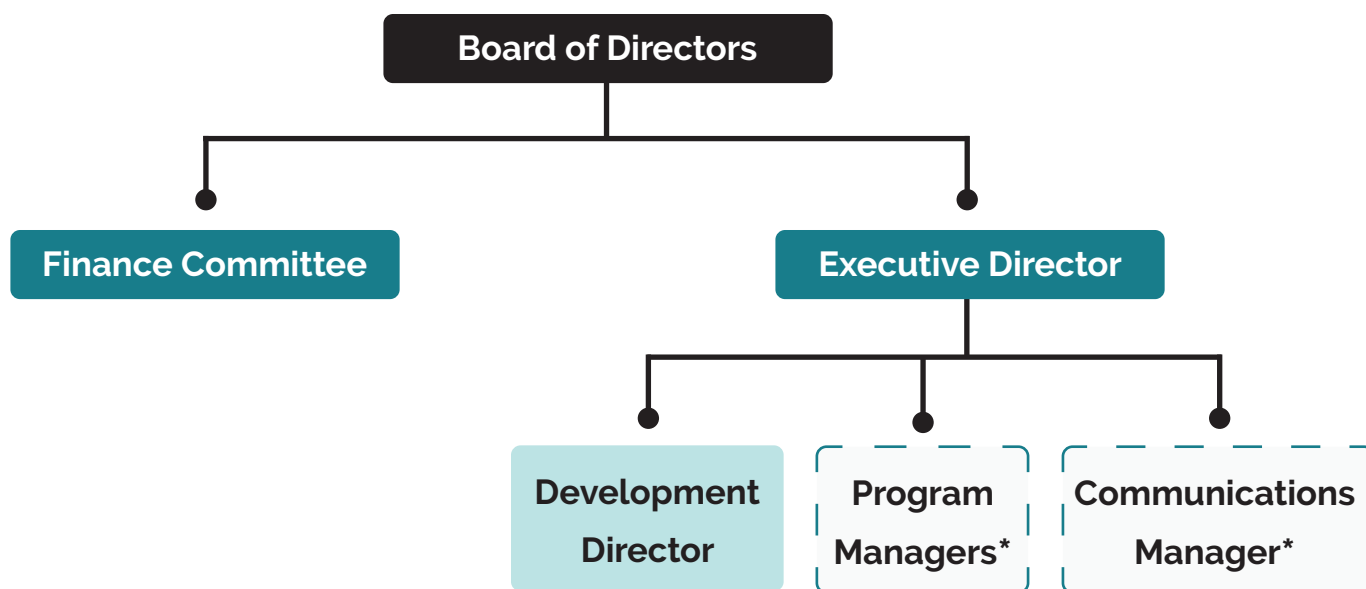 Board of Directors
Finance Committee
Executive Director
Development
Director
Program
Managers*
Communications
Manager*